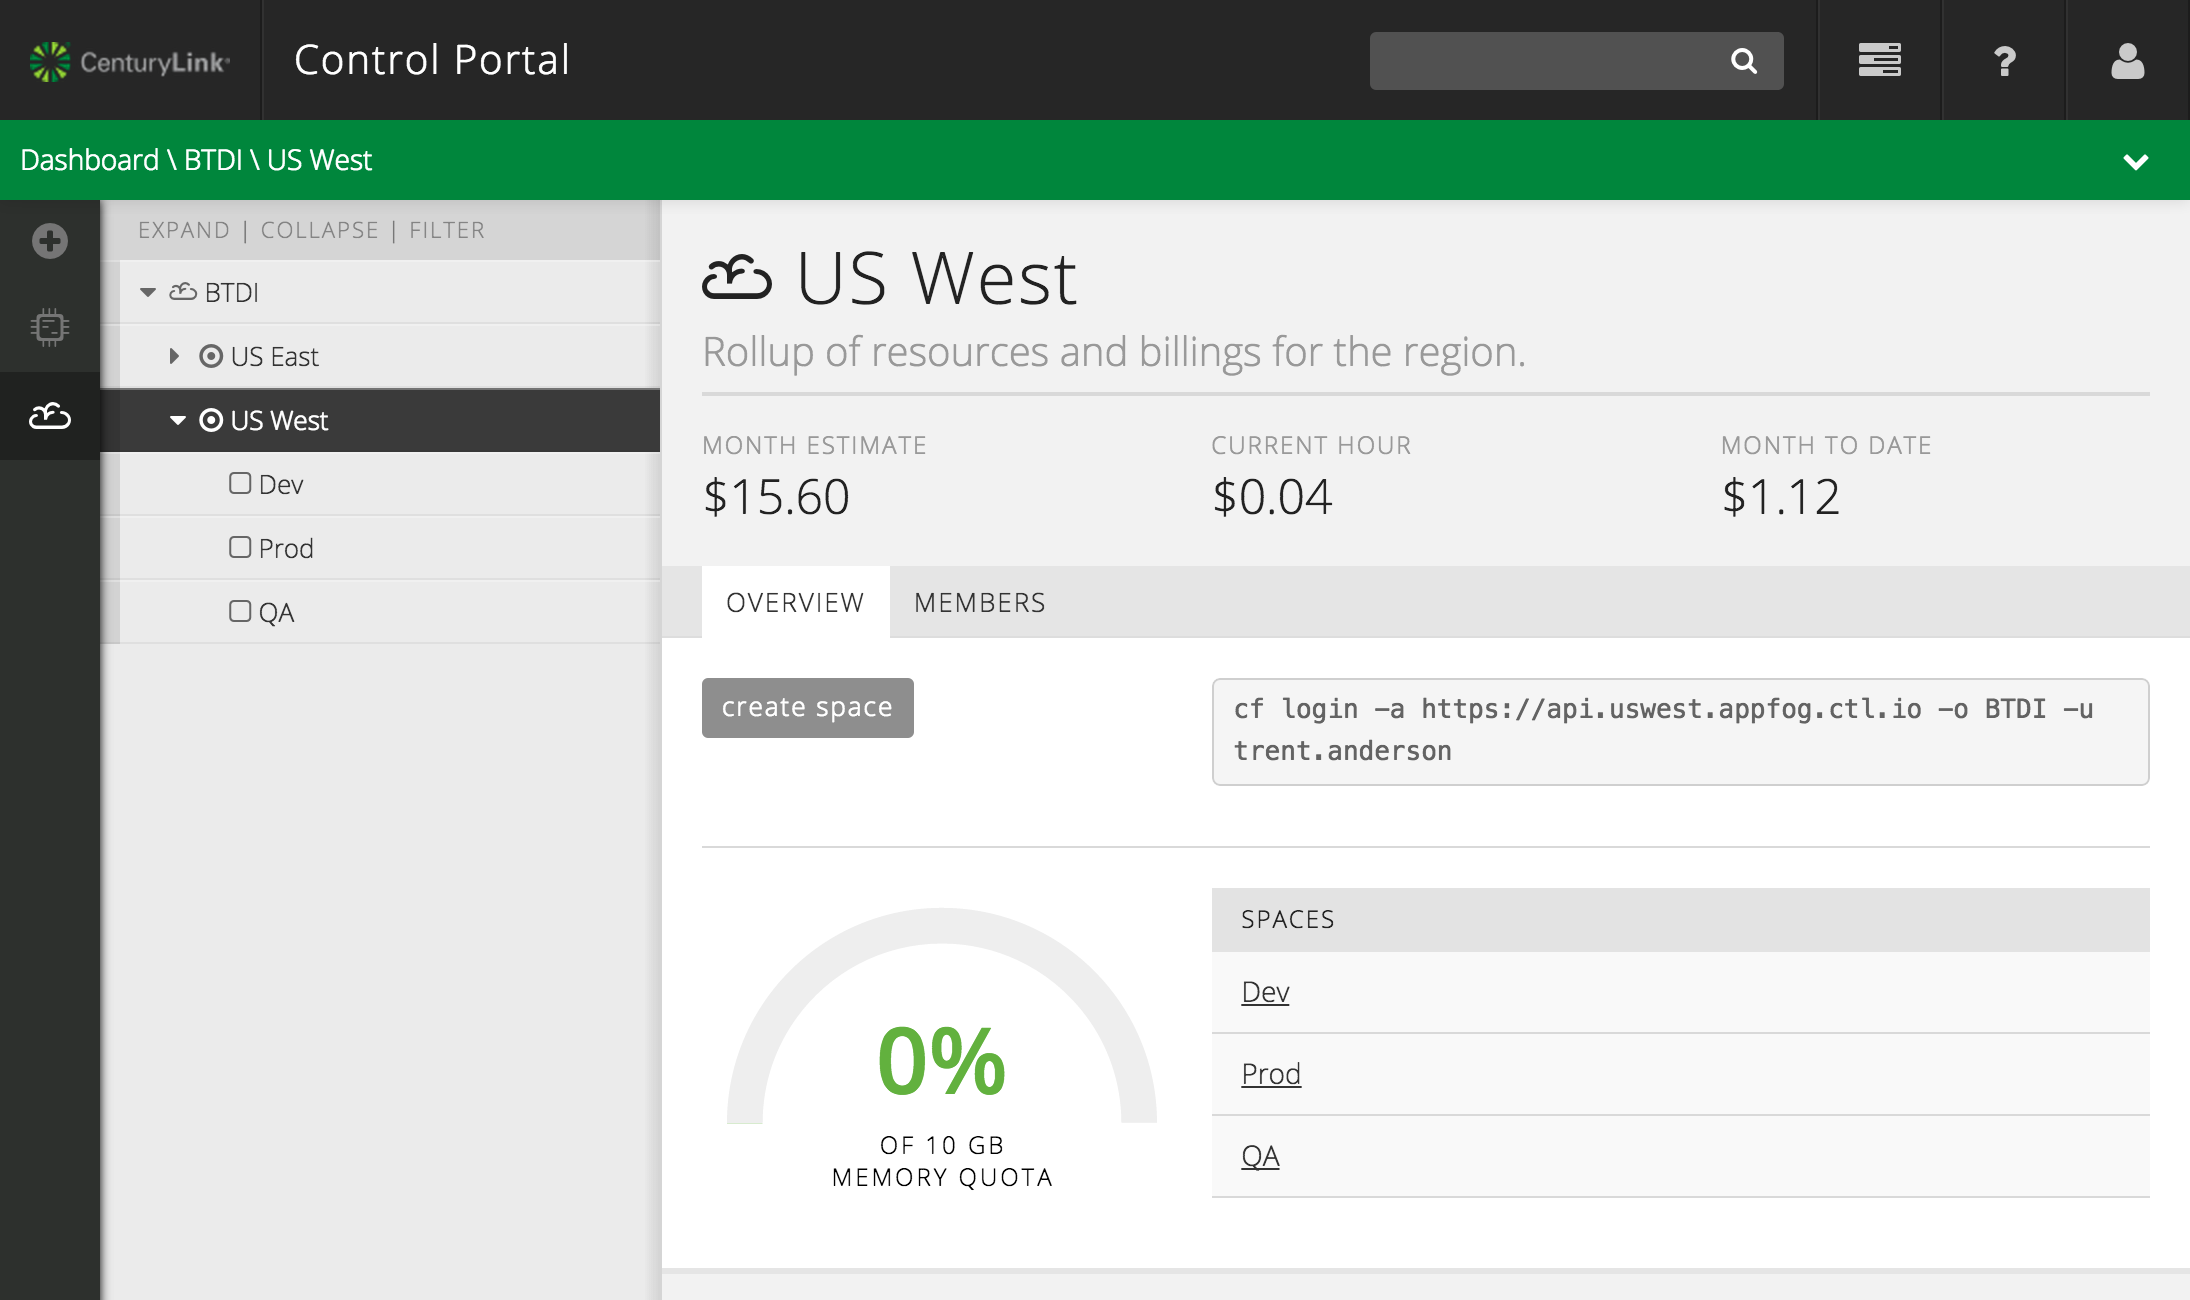 CenturyLink®
Control Portal
?
Dashboard \ BTDI \ US West
EXPAND | COLLAPSE | FILTER
BTDI
US East
US West
Dev
Prod
QA
US West
Rollup of resources and billings for the region.
MONTH ESTIMATE
$15.60
CURRENT HOUR
$0.04
MONTH TO DATE
$1.12
OVERVIEW
MEMBERS
create space
cf login -a https://api.uswest.appfog.ctl.io -o BTDI -u
trent.anderson
0%
OF 10 GB
MEMORY QUOTA
SPACES
Dev
Prod
QA